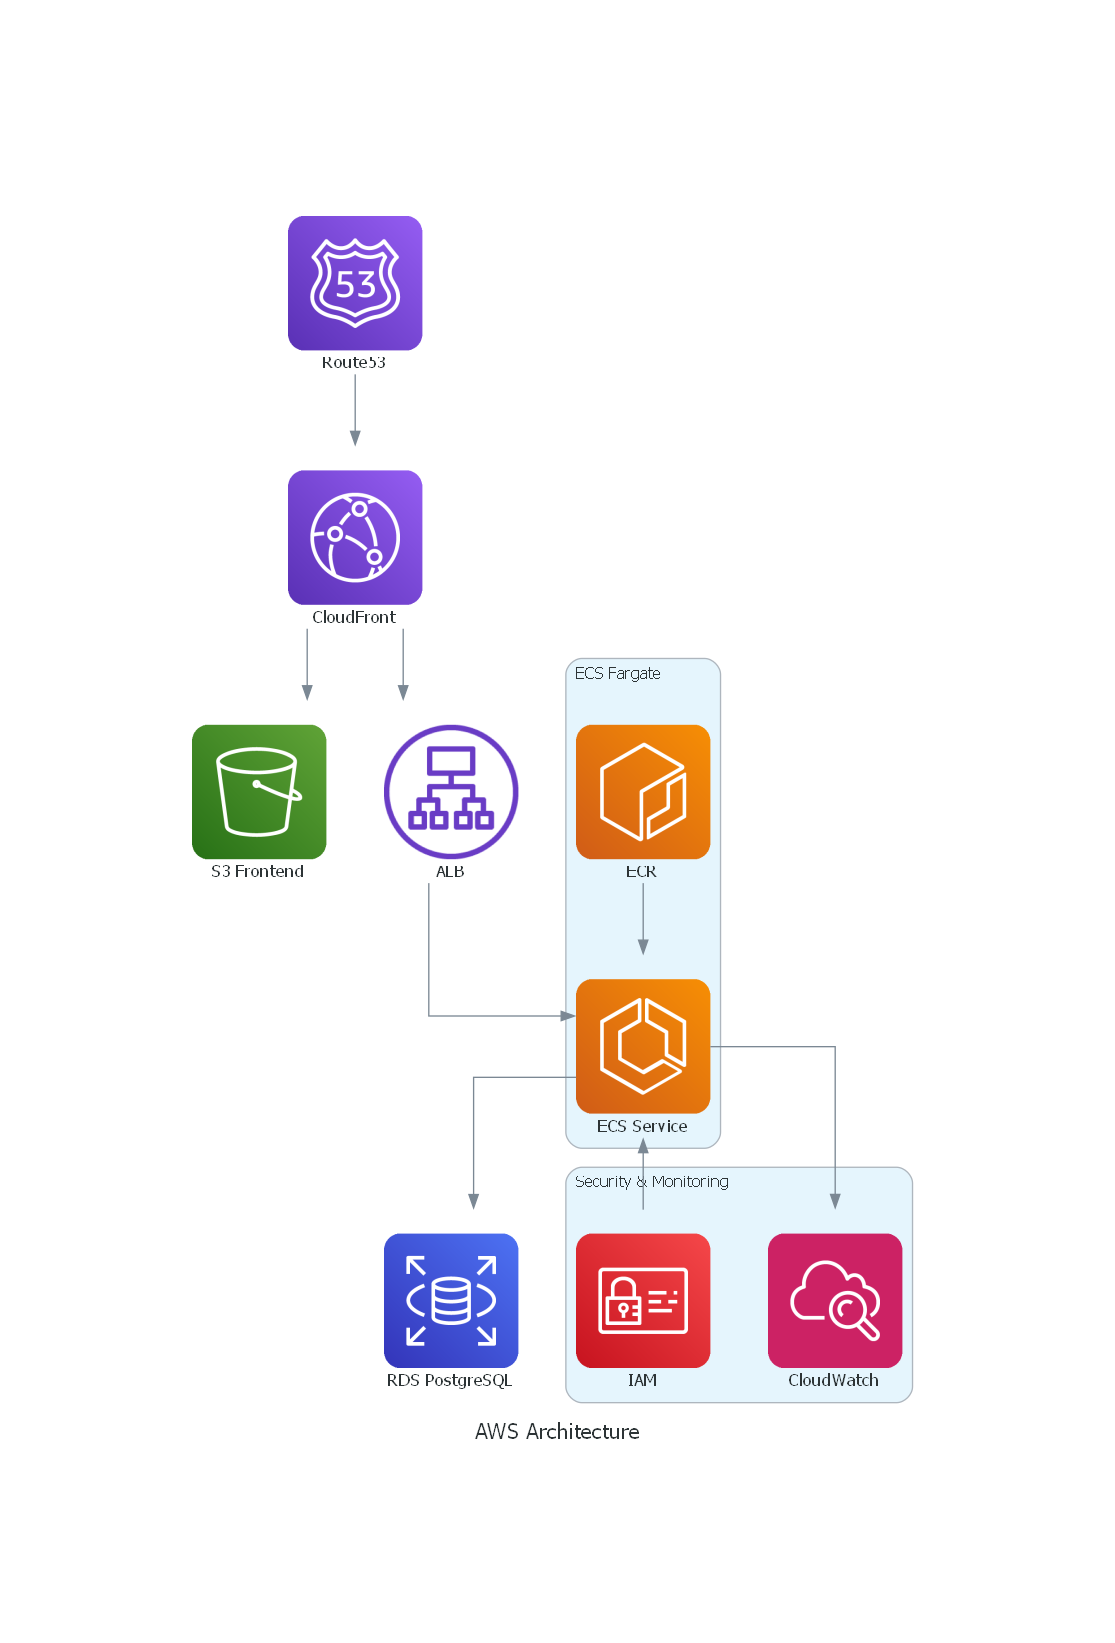 53
Route53
CloudFront
ECS Fargate
S3 Frontend
ALB
ECR
ECS Service
Security & Monitoring
RDS PostgreSQL
IAM
CloudWatch
AWS Architecture